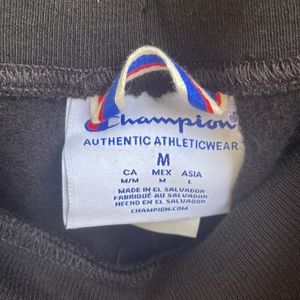 Champion®
AUTHENTIC ATHLETICWEAR
M
CA MEX ASIA
M/M M L
MADE IN EL SALVADOR
FABRIQUÉ AU SALVADOR
HECHO EN EL SALVADOR
CHAMPION.COM